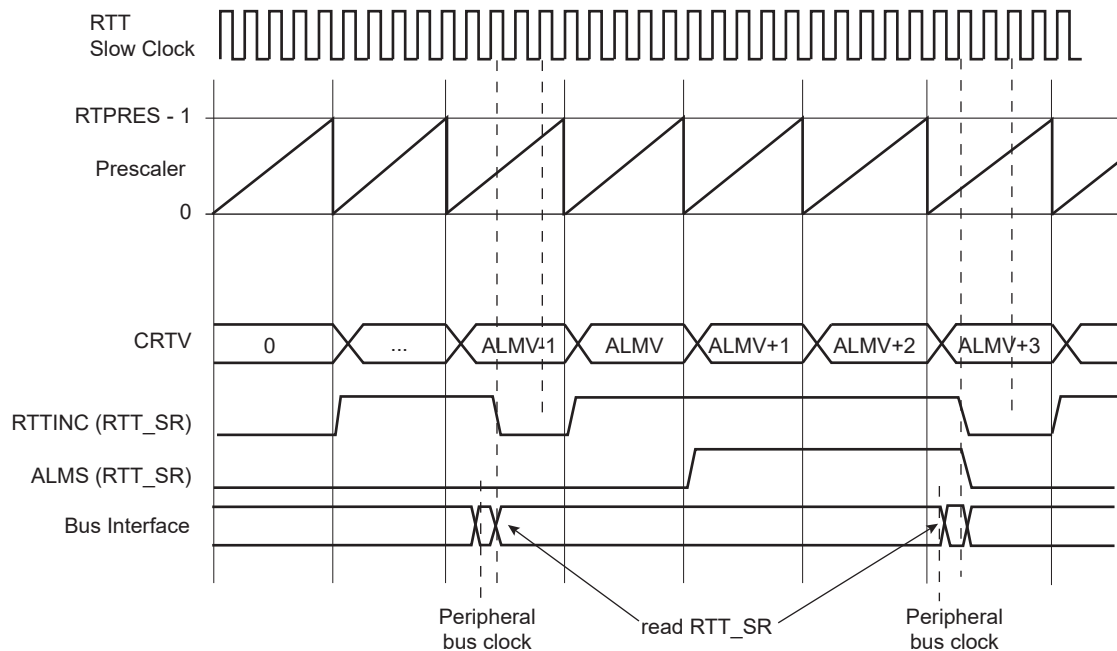 RTT
Slow Clock
RTPRES - 1
Prescaler
0
CRTV
0
...
ALMV-1
ALMV
ALMV+1
ALMV+2
ALMV+3
RTTINC (RTT_SR)
ALMS (RTT_SR)
Bus Interface
Peripheral
bus clock
read RTT_SR
Peripheral
bus clock